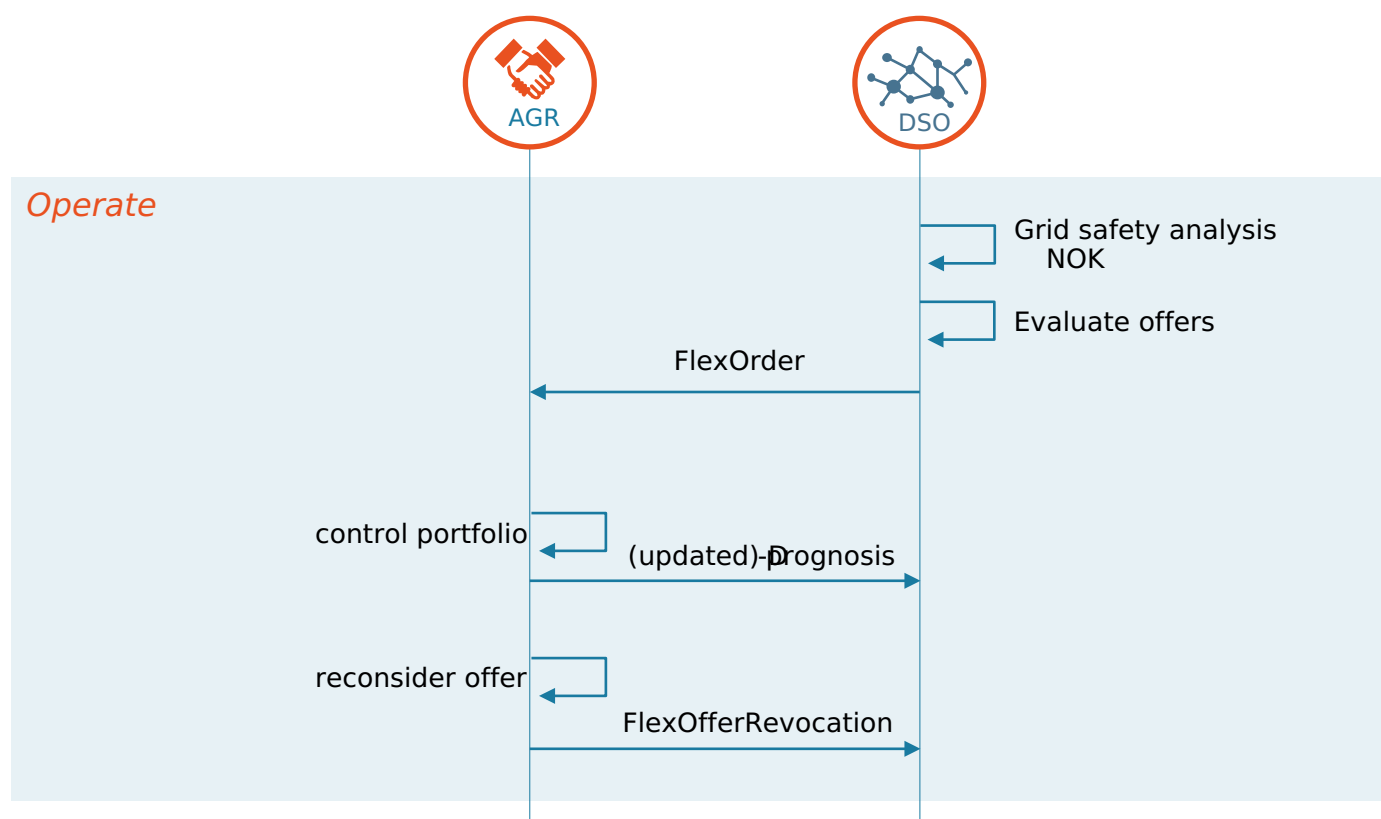 AGR
DSO
Operate
Grid safety analysis
NOK
Evaluate offers
FlexOrder
control portfolio
(updated) D-prognosis
reconsider offer
FlexOfferRevocation